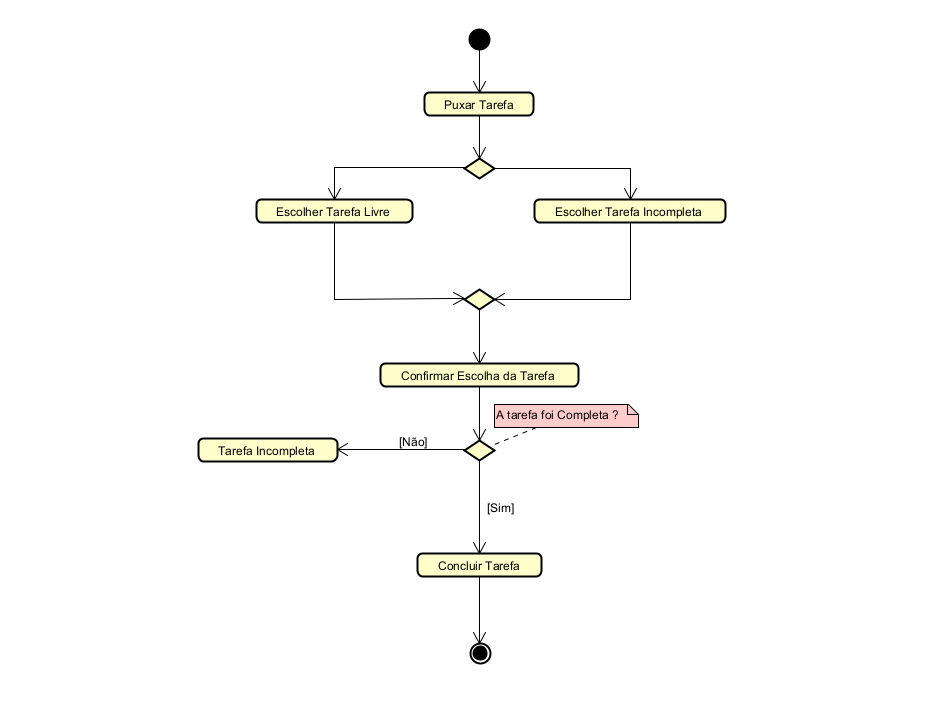 Puxar Tarefa
Escolher Tarefa Livre
Escolher Tarefa Incompleta
Confirmar Escolha da Tarefa
A tarefa foi Completa ?
[Não]
Tarefa Incompleta
[Sim]
Concluir Tarefa